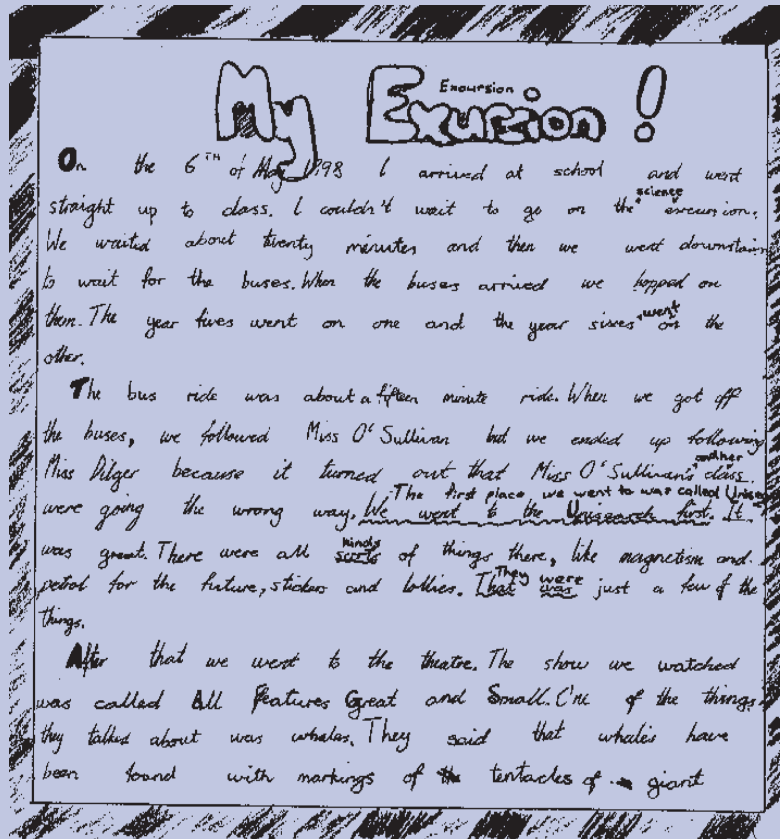 My Exursion!
Excursion
On the 6TH of May 1998 I arrived at school and went
science
straight up to class. I couldn't wait to go on the excursion.
We waited about twenty minutes and then we went downstairs
to wait for the buses. When the buses arrived we hopped on
went
them. The year fives went on one and the year sixes on the
other.
The bus ride was about a fifteen minute ride. When we got off
the buses, we followed Miss O'Sullivan but we ended up following
and her
Miss Dilger because it turned out that Miss O'Sullivan's class
The first place, we went to was called Unisearch
were going the wrong way. We went to the Unisearch first. It
kinds
was great. There were all sorts of things there, like magnetism and
They were
petrol for the future, stickers and lollies. That was just a few of the
things.
After that we went to the theatre. The show we watched
was called All Features Great and Small. One of the things
they talked about was whales. They said that whales have
been found with markings of the tentacles of giant